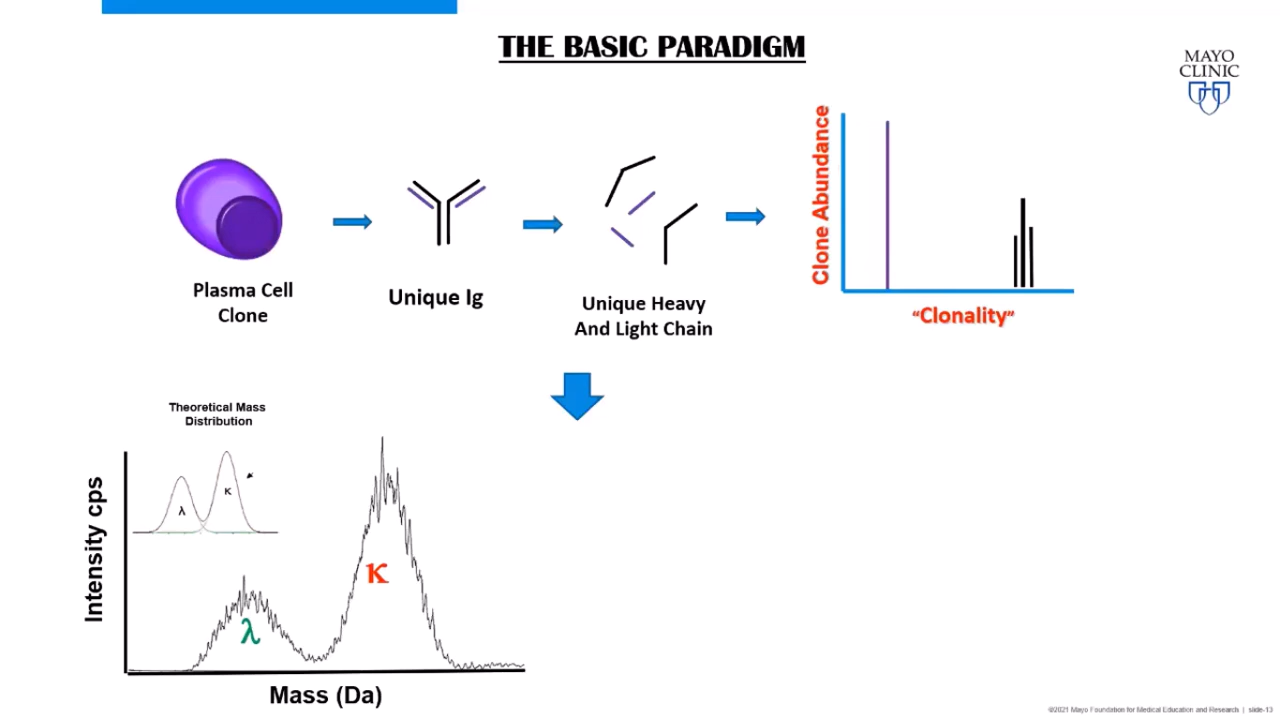 THE BASIC PARADIGM
MAYO
CLINIC
Clone Abundance
Plasma Cell
Clone
Unique Ig
Unique Heavy
And Light Chain
“Clonality”
Theoretical Mass
Distribution
λ
κ
Intensity cps
λ
κ
Mass (Da)
©2021 Mayo Foundation for Medical Education and Research | slide-13